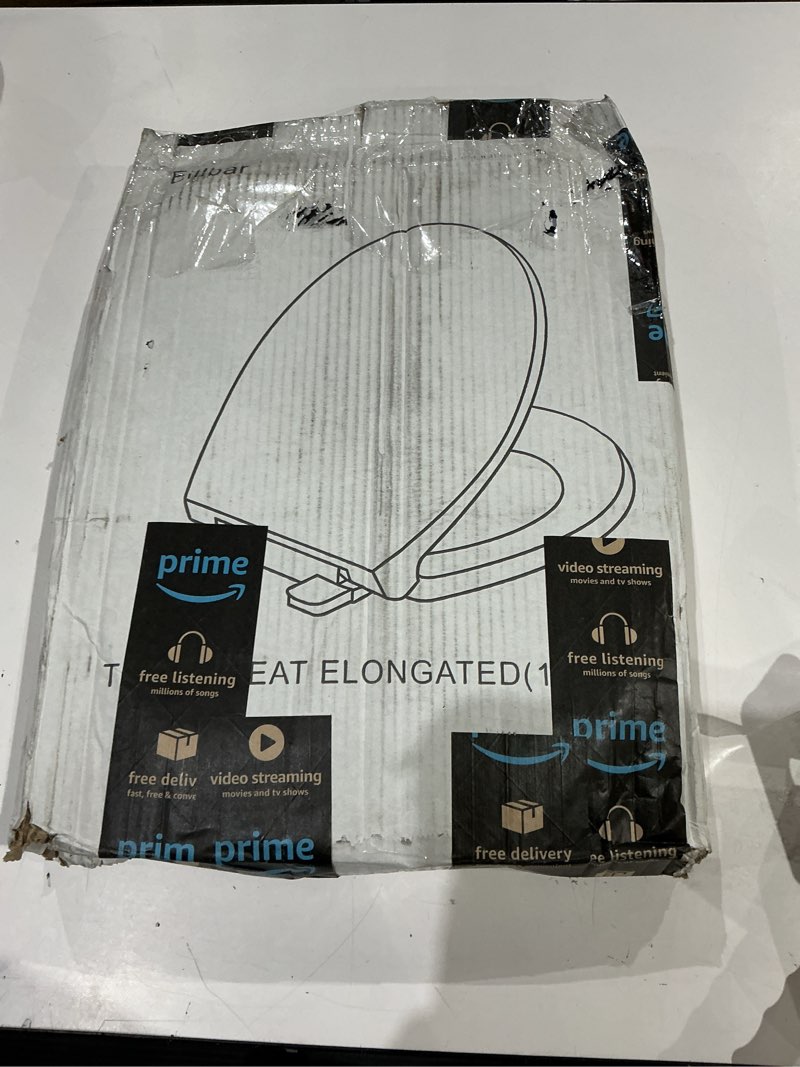 prime
free listening
millions of songs
free deliv
fast, free & conve
prim
video streaming
movies and tv shows
prime
T EAT ELONGATED(1
video streaming
movies and tv shows
free listening
millions of songs
prime
free delivery
ee listening